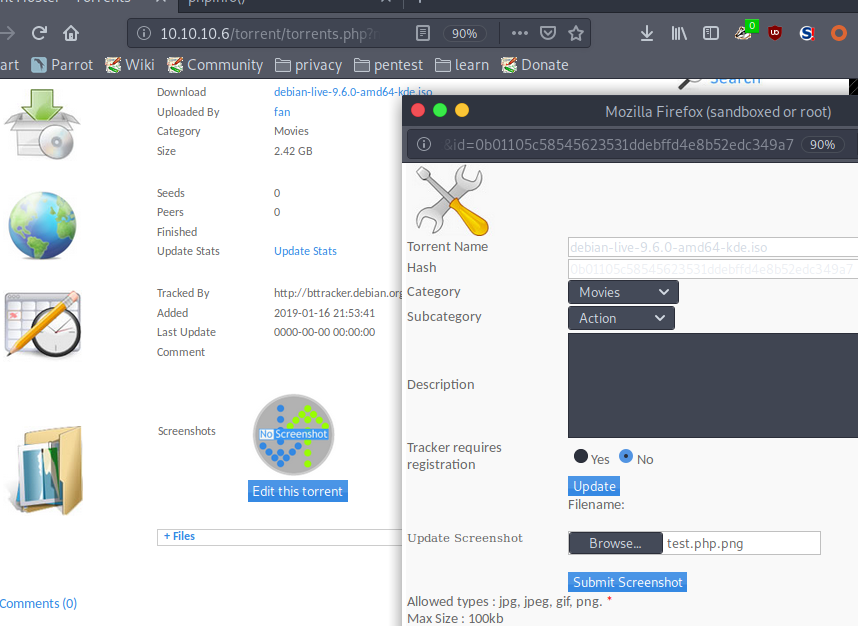 phpinfo()
10.10.10.6/torrent/torrents.php?
90%
art Parrot Wiki Community privacy pentest learn Donate
0
Search
Download debian-live-9.6.0-amd64-kde.iso
Uploaded By fan
Category Movies
Size 2.42 GB
Seeds 0
Peers 0
Finished
Update Stats Update Stats
Tracked By http://bttracker.debian.org
Added 2019-01-16 21:53:41
Last Update 0000-00-00 00:00:00
Comment
Screenshots
No Screenshot
Edit this torrent
+ Files
Comments (0)
Mozilla Firefox (sandboxed or root)
&id=0b01105c58545623531ddebffd4e8b52edc349a7 90%
Torrent Name debian-live-9.6.0-amd64-kde.iso
Hash 0b01105c58545623531ddebffd4e8b52edc349a7
Category Movies
Subcategory Action
Description
Tracker requires
registration
Yes No
Update
Filename:
Update Screenshot Browse... test.php.png
Submit Screenshot
Allowed types : jpg, jpeg, gif, png. *
Max Size : 100kb